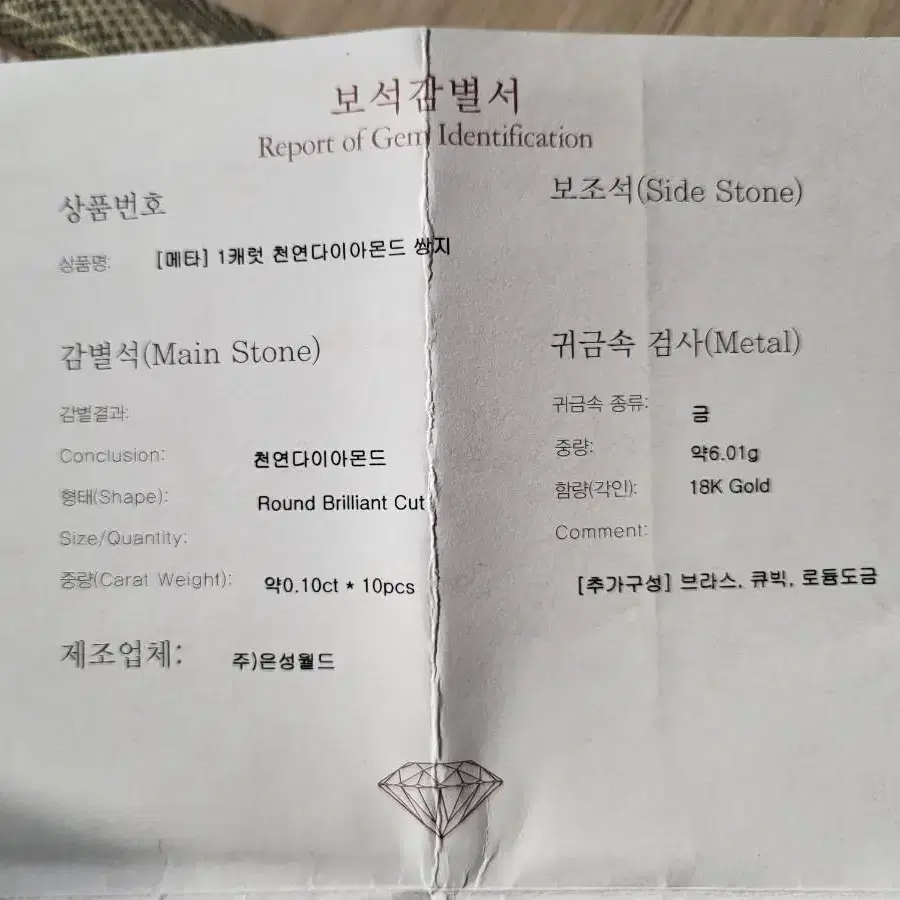 보석감별서
Report of Gem Identification
상품번호
상품명: [메타] 1캐럿 천연다이아몬드 쌍지
감별석(Main Stone)
감별결과:
Conclusion: 천연다이아몬드
형태(Shape): Round Brilliant Cut
Size/Quantity:
중량(Carat Weight): 약0.10ct * 10pcs
제조업체: 주)은성월드
보조석(Side Stone)
귀금속 검사(Metal)
귀금속 종류: 금
중량: 약6.01g
함량(각인): 18K Gold
Comment:
[추가구성] 브라스, 큐빅, 로듐도금